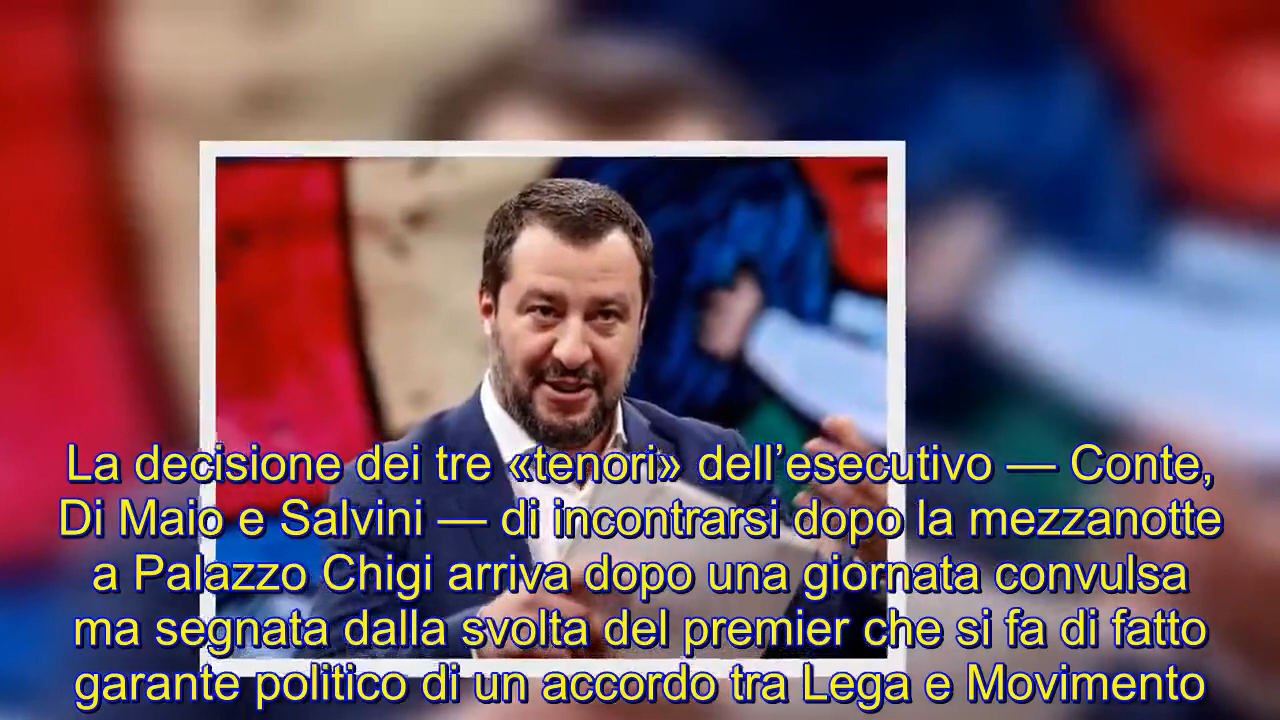 La decisione dei tre «tenori» dell’esecutivo — Conte,
Di Maio e Salvini — di incontrarsi dopo la mezzanotte
a Palazzo Chigi arriva dopo una giornata convulsa
ma segnata dalla svolta del premier che si fa di fatto
garante politico di un accordo tra Lega e Movimento